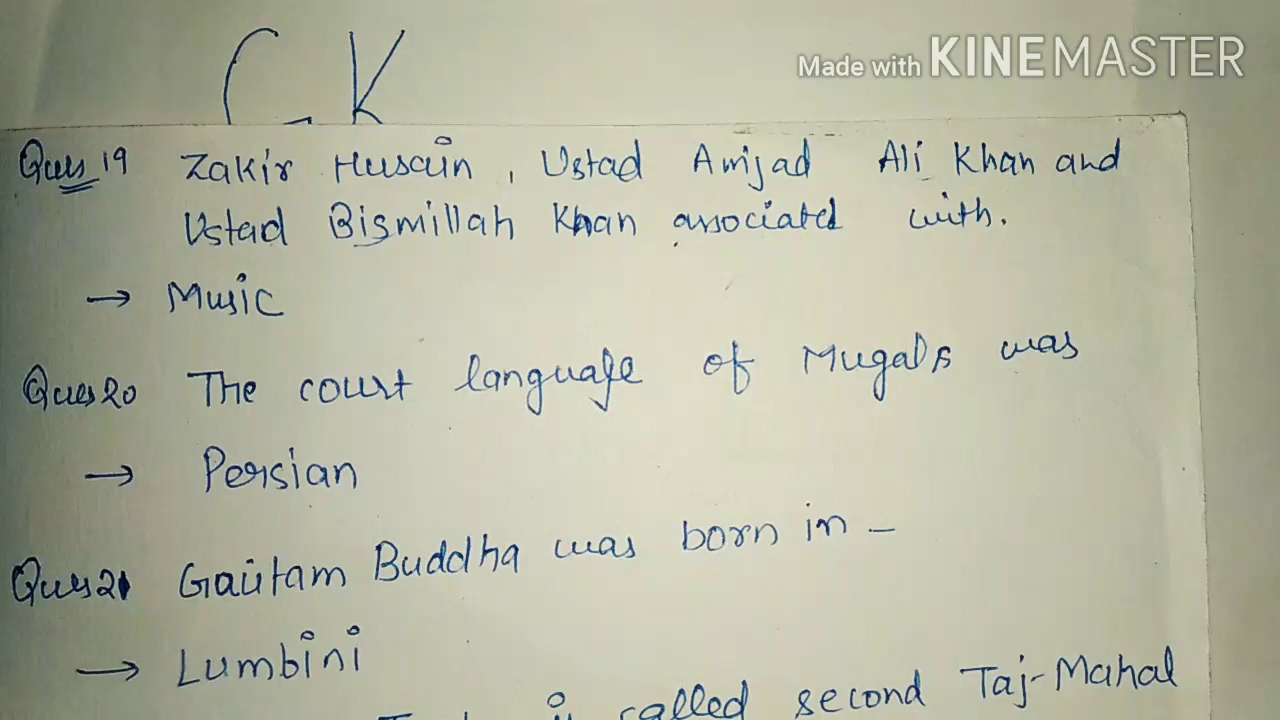 Made with KINEMASTER
G K
Ques 19 Zakir Husain, Ustad Amjad Ali Khan and
Ustad Bismillah Khan associated with.
→ Music
Ques 20 The court language of Mugals was
→ Persian
Ques 21 Gautam Buddha was born in –
→ Lumbini
is called second Taj-Mahal